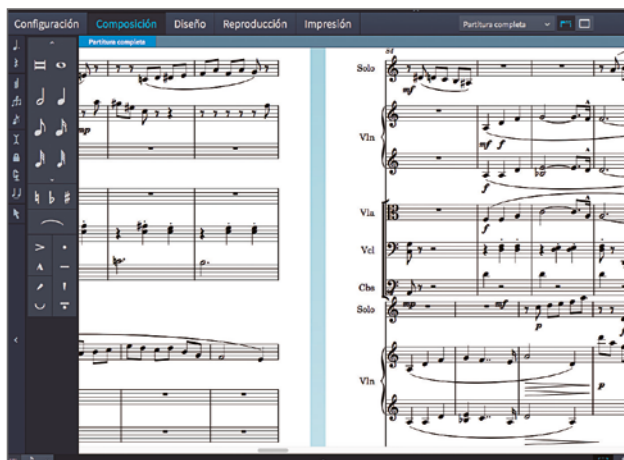 Configuración Composición Diseño Reproducción Impresión Partitura completa
Partitura completa
Solo
mf
mp
Vln
mf f
f
Vla
f
Vcl
Cbs
Solo
mp mf
p
Vln
p